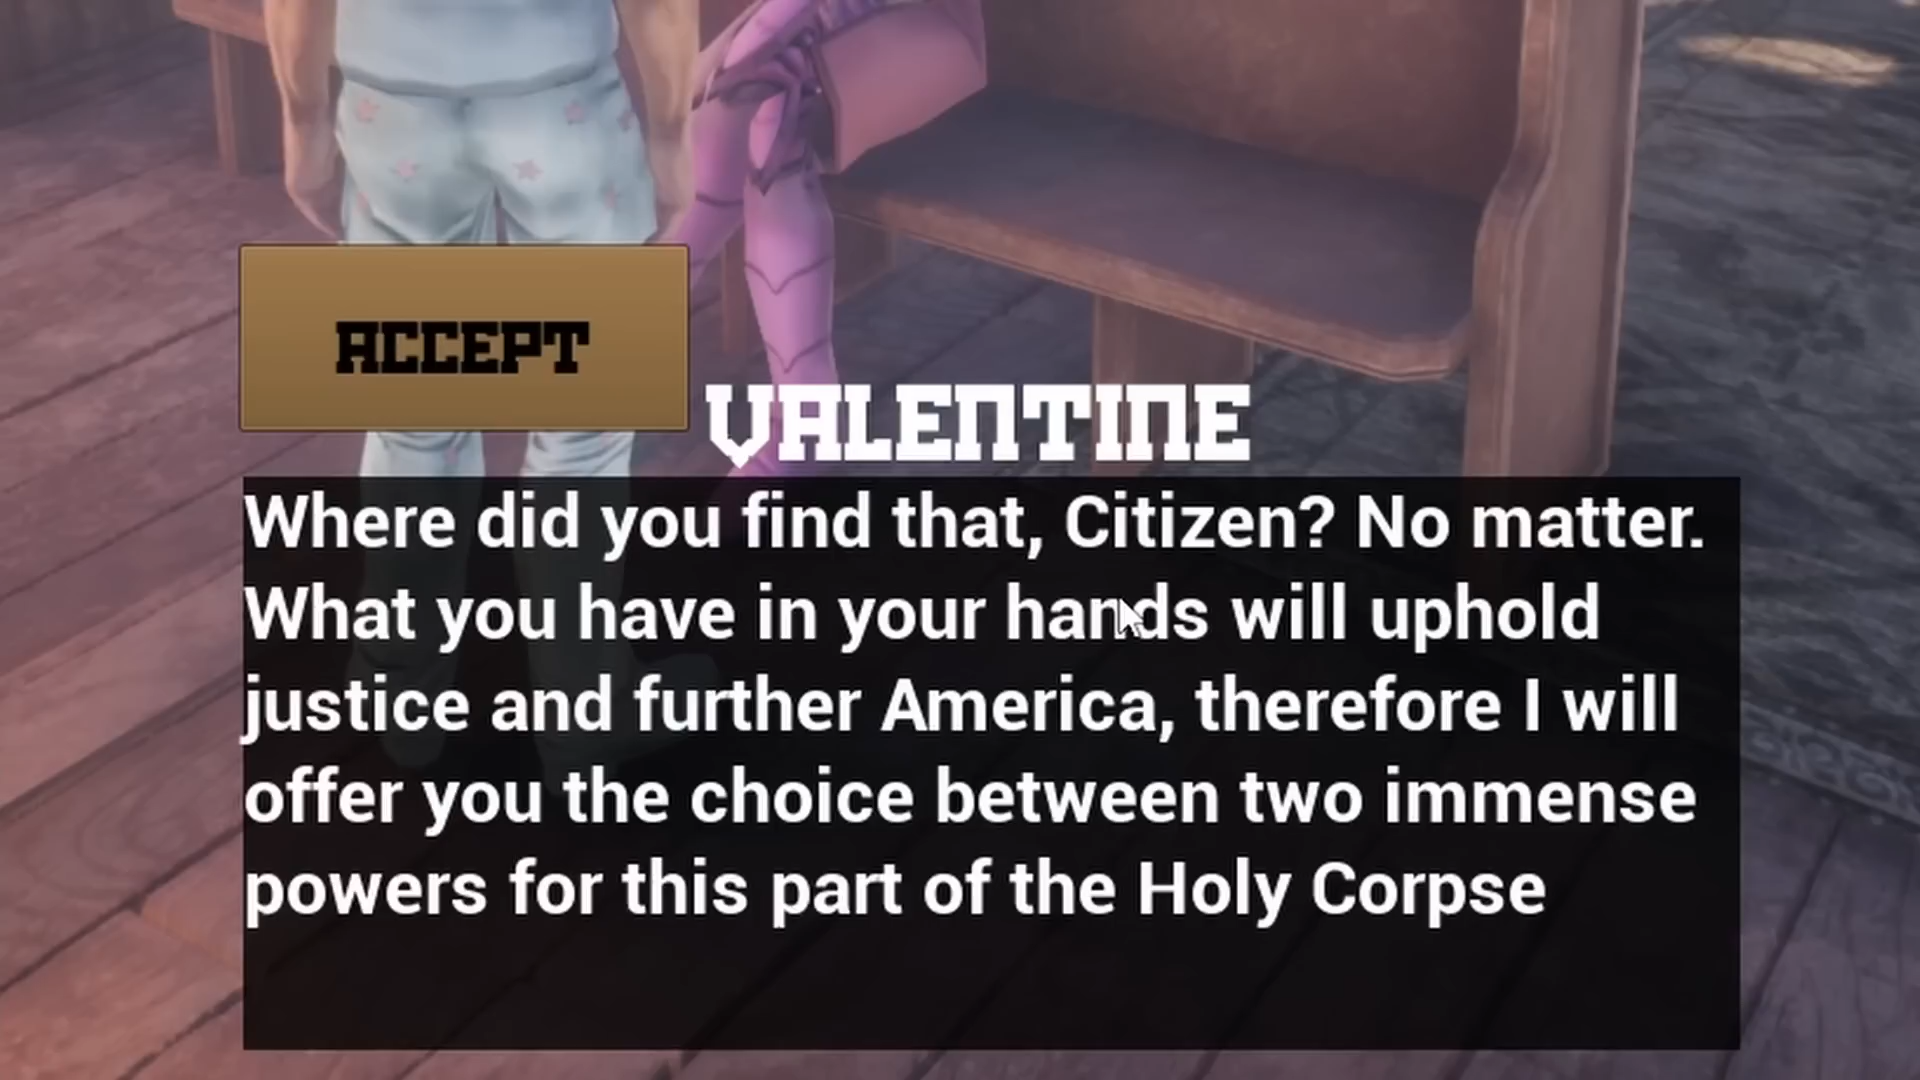 ACCEPT
VALENTINE
Where did you find that, Citizen? No matter.
What you have in your hands will uphold
justice and further America, therefore I will
offer you the choice between two immense
powers for this part of the Holy Corpse